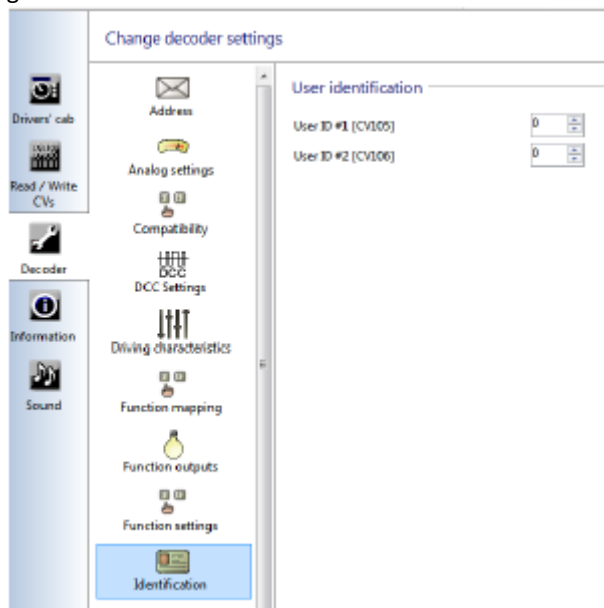 Change decoder settings
Drivers' cab
Read / Write
CVs
Decoder
Information
Sound
Address
Analog settings
Compatibility
DCC
DCC Settings
Driving characteristics
Function mapping
Function outputs
Function settings
Identification
User identification
User ID #1 [CV105]
0
User ID #2 [CV106]
0